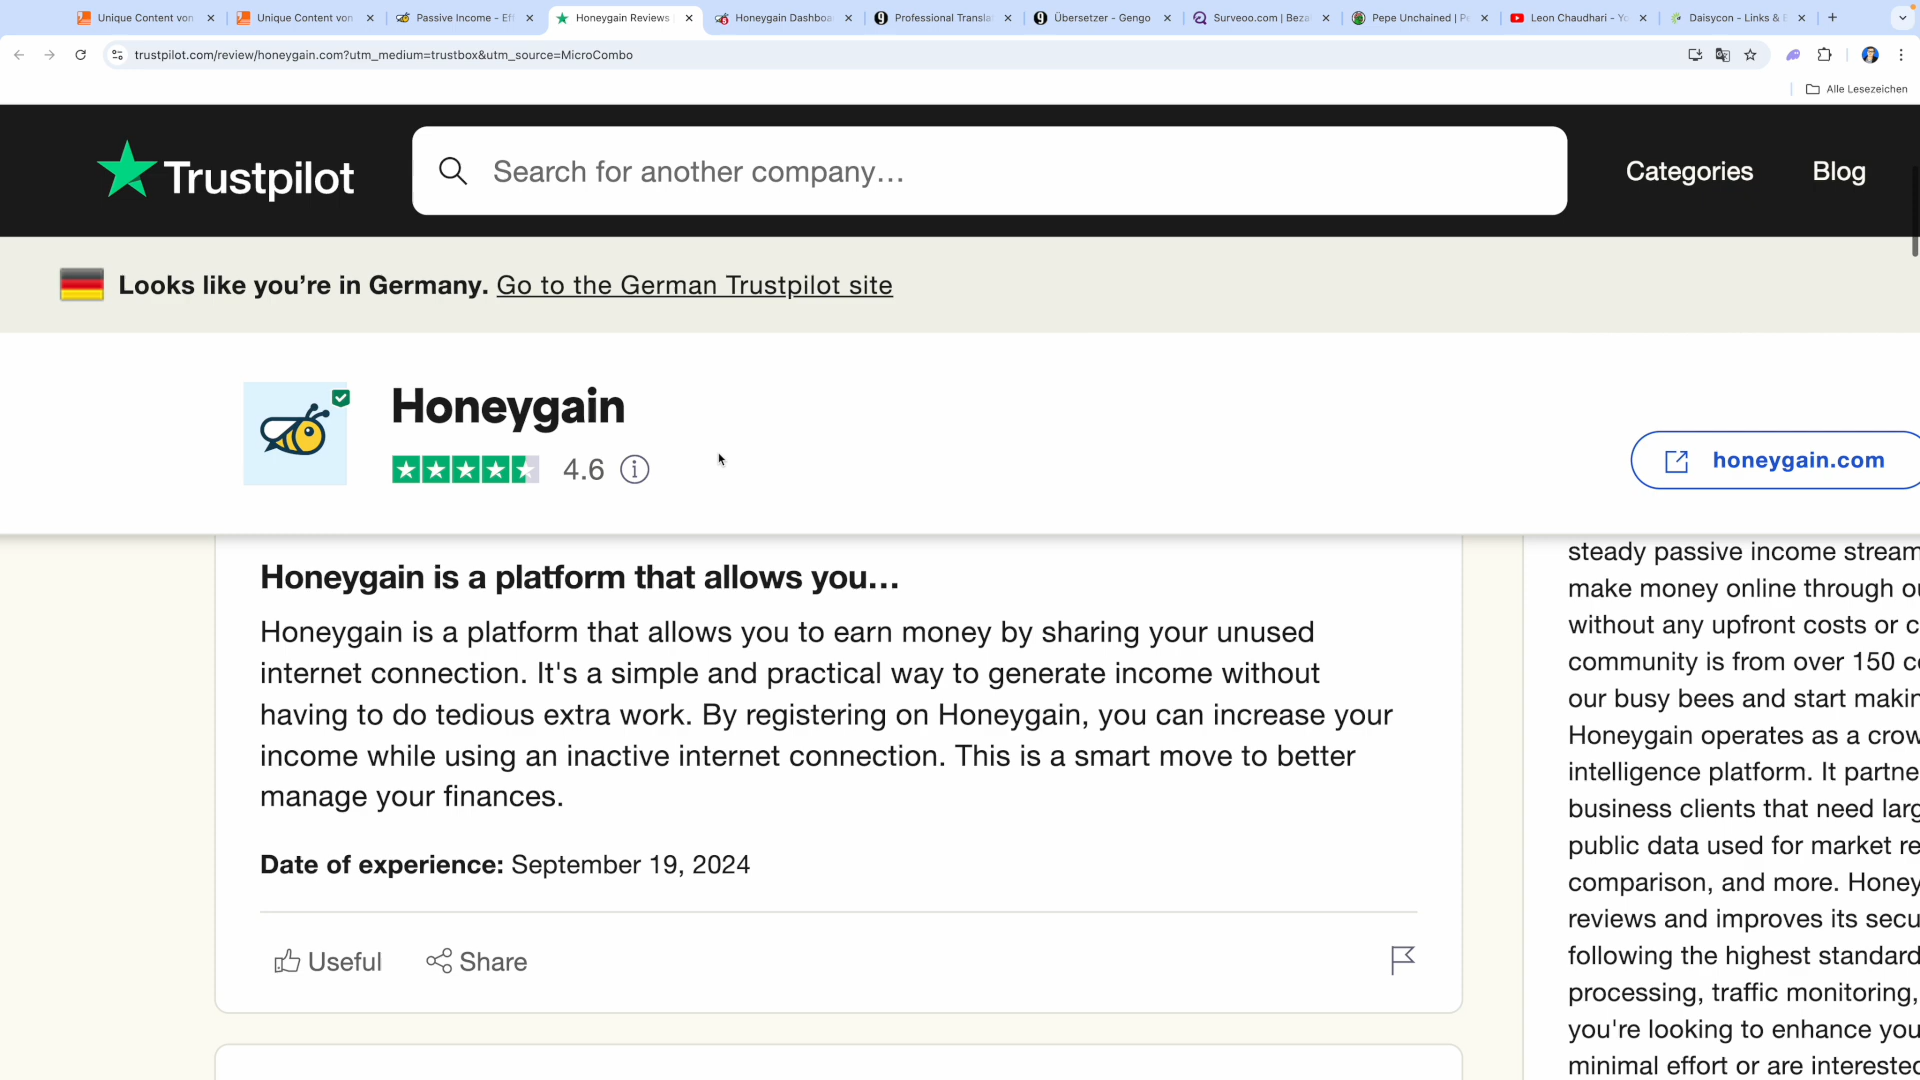 Unique Content von
Unique Content von
Passive Income - Ef
Honeygain Reviews
Honeygain Dashboa
Professional Transla
Übersetzer - Gengo
Surveoo.com | Beza
Pepe Unchained | P
Leon Chaudhari - Yo
Daisycon - Links & B
trustpilot.com/review/honeygain.com?utm_medium=trustbox&utm_source=MicroCombo
Alle Lesezeichen
Trustpilot
Search for another company…
Categories
Blog
Looks like you're in Germany. Go to the German Trustpilot site
Honeygain
4.6
honeygain.com
Honeygain is a platform that allows you…
Honeygain is a platform that allows you to earn money by sharing your unused
internet connection. It's a simple and practical way to generate income without
having to do tedious extra work. By registering on Honeygain, you can increase your
income while using an inactive internet connection. This is a smart move to better
manage your finances.
Date of experience: September 19, 2024
Useful
Share
steady passive income stream
make money online through ou
without any upfront costs or c
community is from over 150 co
our busy bees and start makin
Honeygain operates as a crow
intelligence platform. It partne
business clients that need larg
public data used for market re
comparison, and more. Honey
reviews and improves its secu
following the highest standard
processing, traffic monitoring,
you're looking to enhance you
minimal effort or are interested